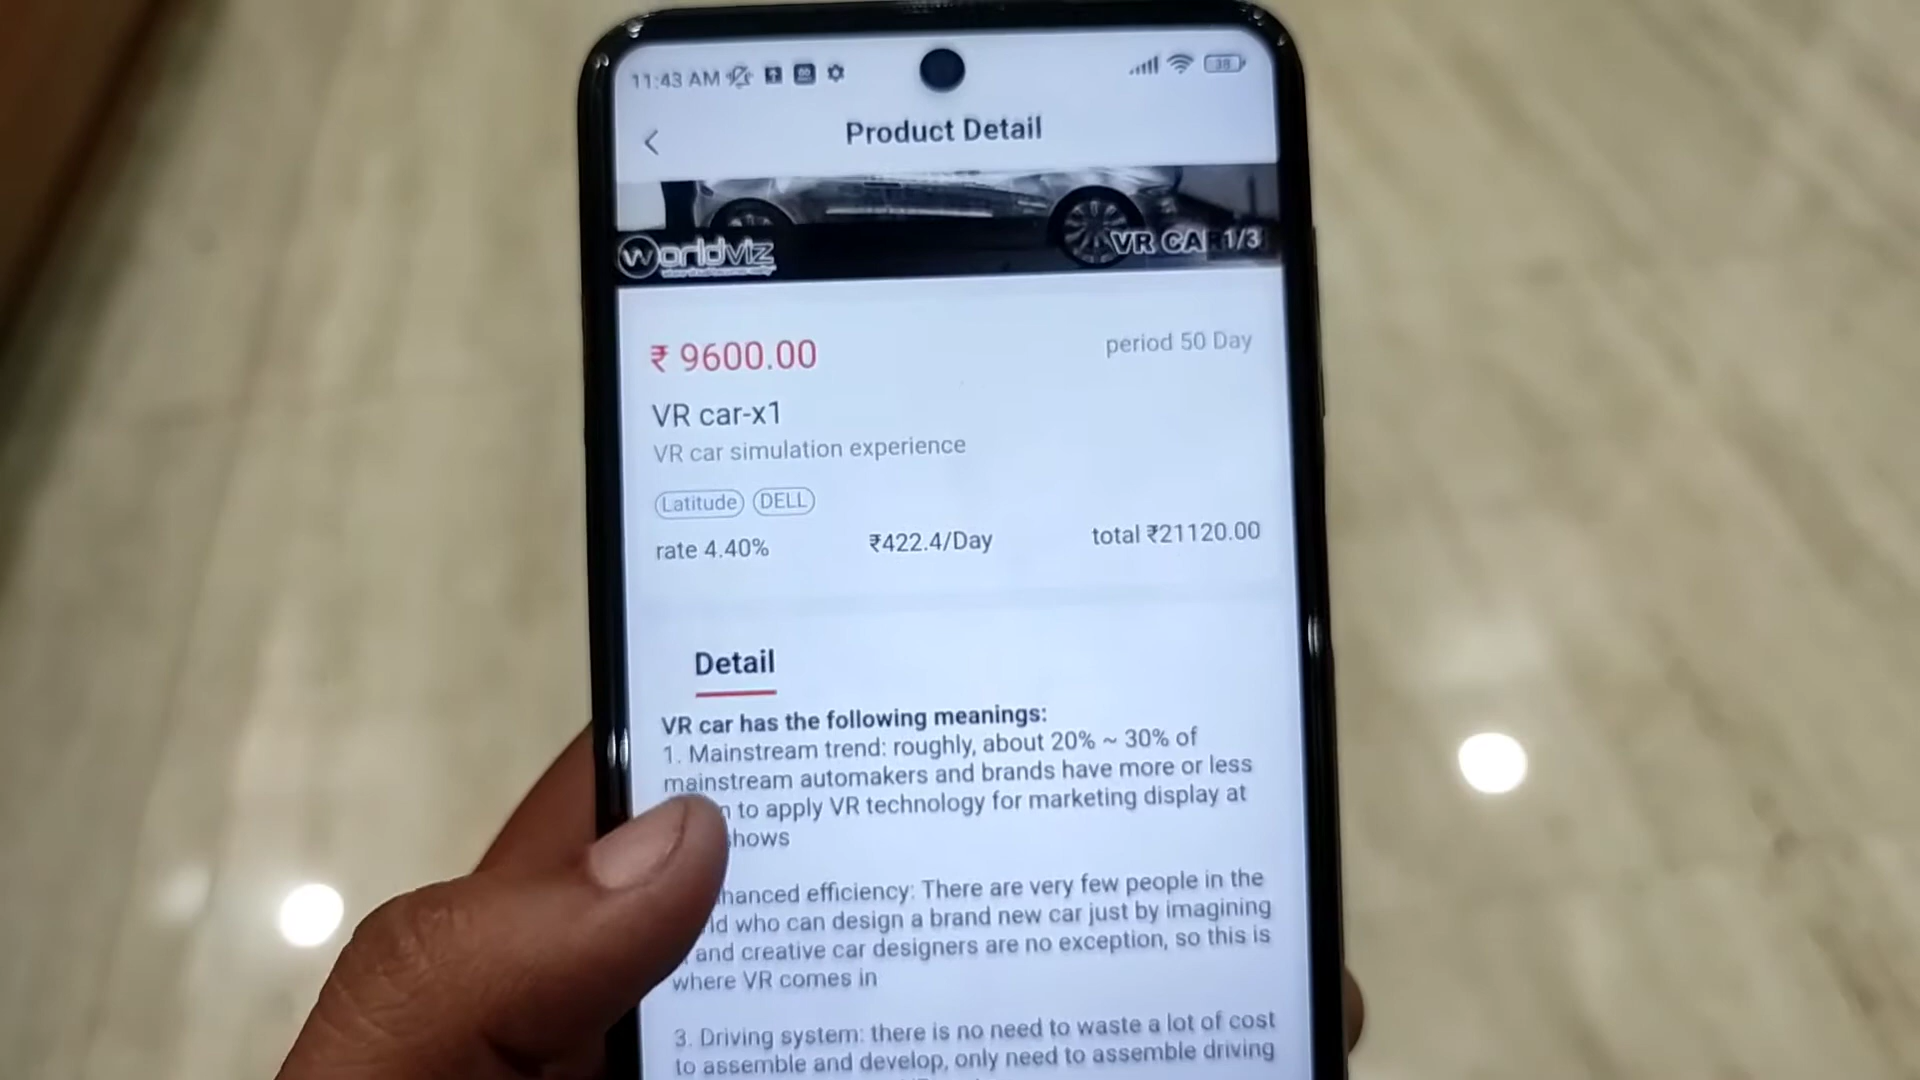 11:43 AM
38
Product Detail
Worldviz
VR CAR 1/3
₹ 9600.00
period 50 Day
VR car-x1
VR car simulation experience
Latitude DELL
rate 4.40% ₹422.4/Day total ₹21120.00
Detail
VR car has the following meanings:
1. Mainstream trend: roughly, about 20% ~ 30% of
mainstream automakers and brands have more or less
to apply VR technology for marketing display at
shows
efficiency: There are very few people in the
who can design a brand new car just by imagining
and creative car designers are no exception, so this is
where VR comes in
3. Driving system: there is no need to waste a lot of cost
to assemble and develop, only need to assemble driving